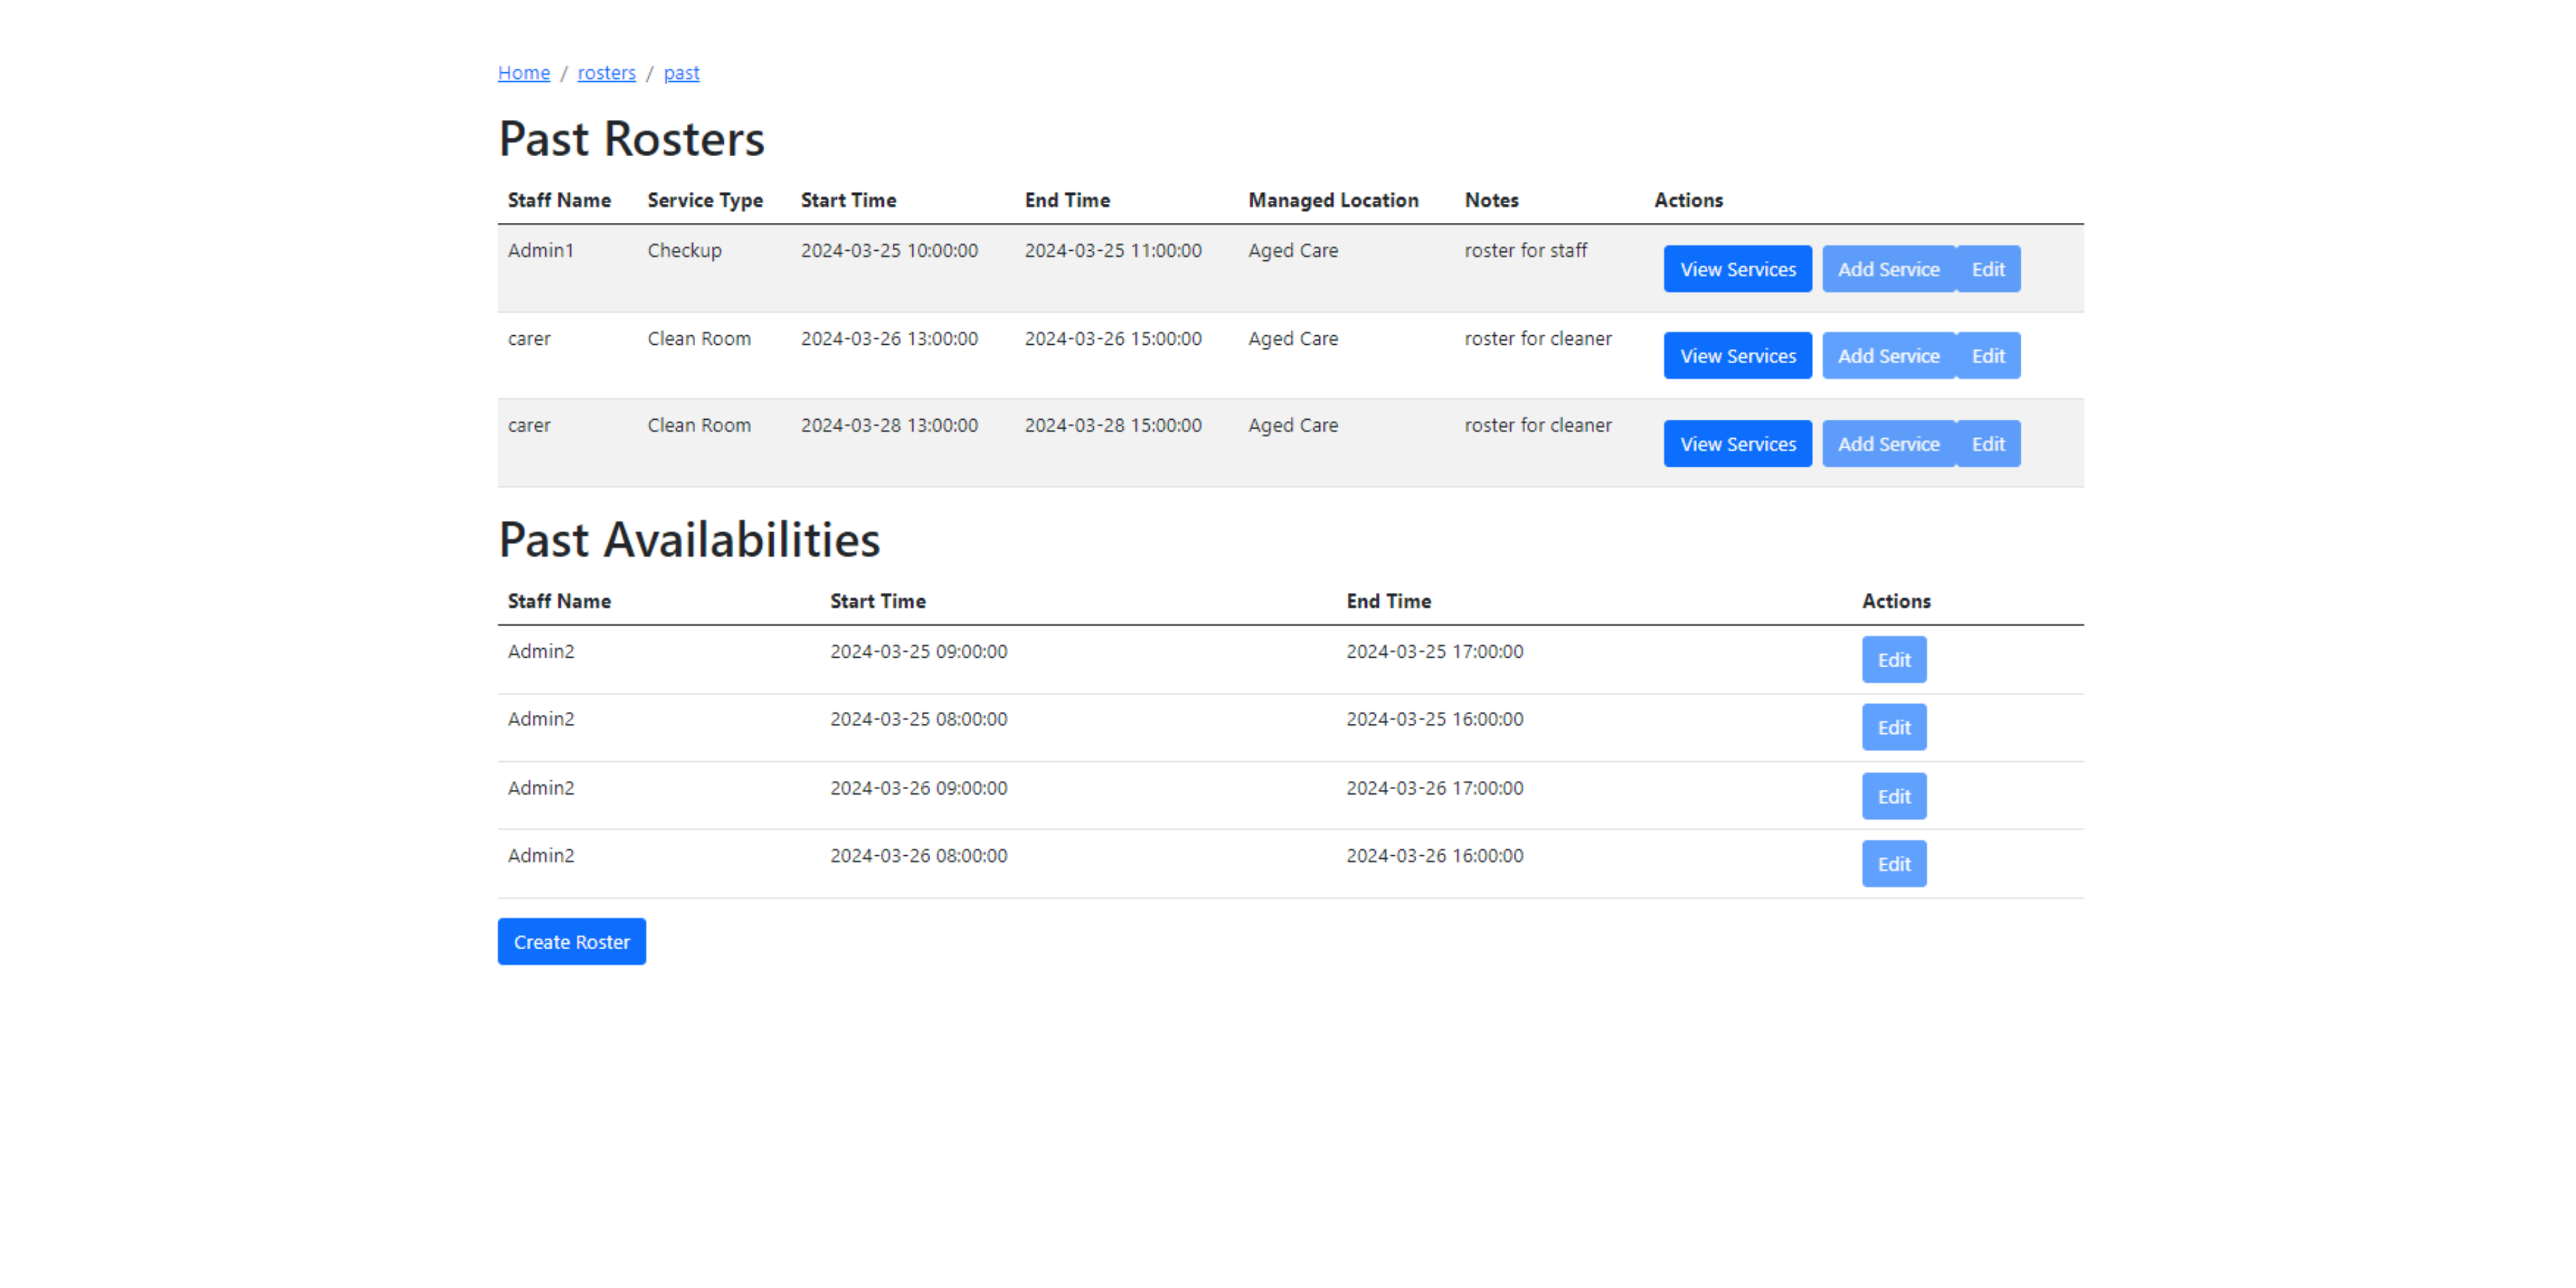 Home / rosters / past
Past Rosters
Staff Name Service Type Start Time End Time Managed Location Notes Actions
Admin1 Checkup 2024-03-25 10:00:00 2024-03-25 11:00:00 Aged Care roster for staff View Services Add Service Edit
carer Clean Room 2024-03-26 13:00:00 2024-03-26 15:00:00 Aged Care roster for cleaner View Services Add Service Edit
carer Clean Room 2024-03-28 13:00:00 2024-03-28 15:00:00 Aged Care roster for cleaner View Services Add Service Edit
Past Availabilities
Staff Name Start Time End Time Actions
Admin2 2024-03-25 09:00:00 2024-03-25 17:00:00 Edit
Admin2 2024-03-25 08:00:00 2024-03-25 16:00:00 Edit
Admin2 2024-03-26 09:00:00 2024-03-26 17:00:00 Edit
Admin2 2024-03-26 08:00:00 2024-03-26 16:00:00 Edit
Create Roster